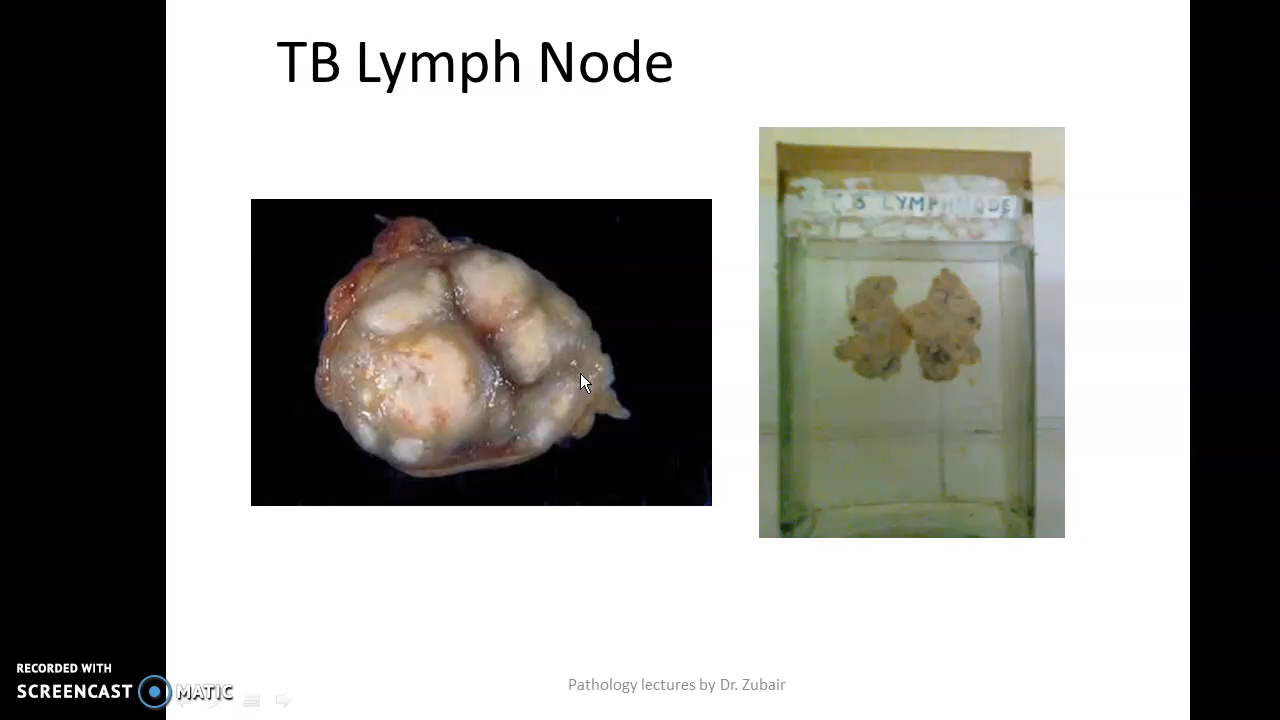 TB Lymph Node
B LYMPH NODE
Pathology lectures by Dr. Zubair
RECORDED WITH
SCREENCAST MATIC